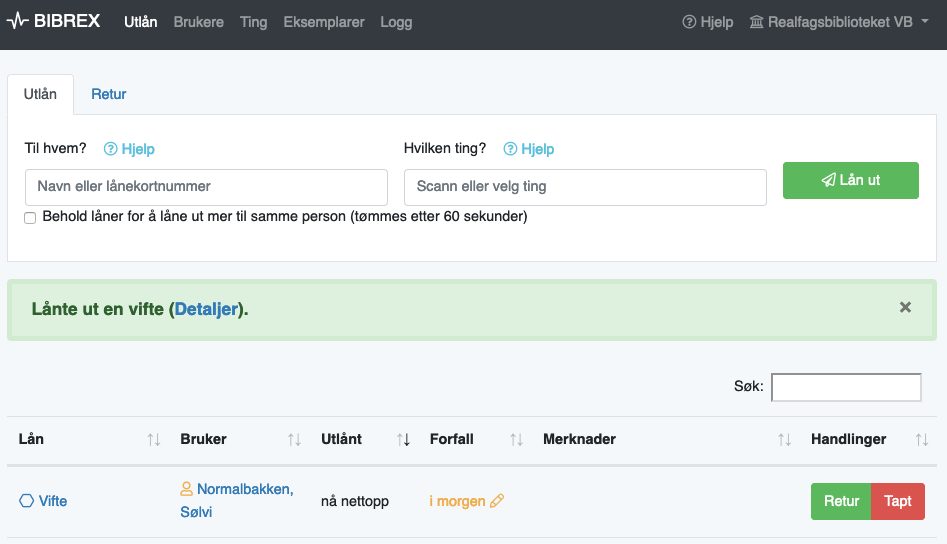 BIBREX Utlån Brukere Ting Eksemplarer Logg Hjelp Realfagsbiblioteket VB
Utlån Retur
Til hvem? Hjelp Hvilken ting? Hjelp
Navn eller lånekortnummer Scann eller velg ting Lån ut
Behold låner for å låne ut mer til samme person (tømmes etter 60 sekunder)
Lånte ut en vifte (Detaljer). ×
Søk:
Lån Bruker Utlånt Forfall Merknader Handlinger
Vifte Normalbakken, Sølvi nå nettopp i morgen Retur Tapt